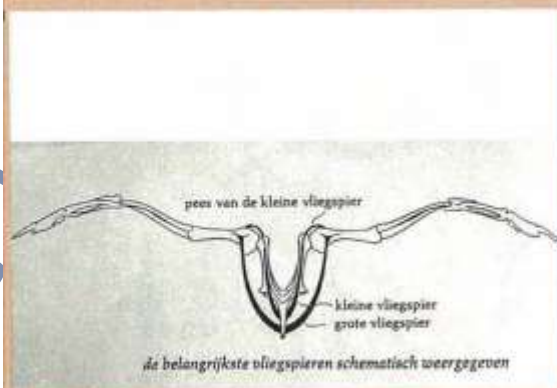 pees van de kleine vliegspier
kleine vliegspier
grote vliegspier
de belangrijkste vliegspieren schematisch weergegeven